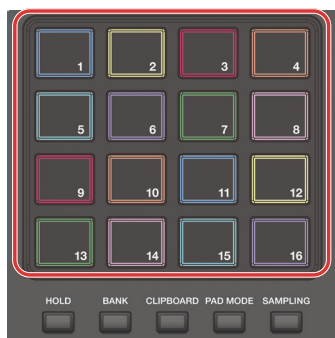 1 2 3 4
5 6 7 8
9 10 11 12
13 14 15 16
HOLD BANK CLIPBOARD PAD MODE SAMPLING